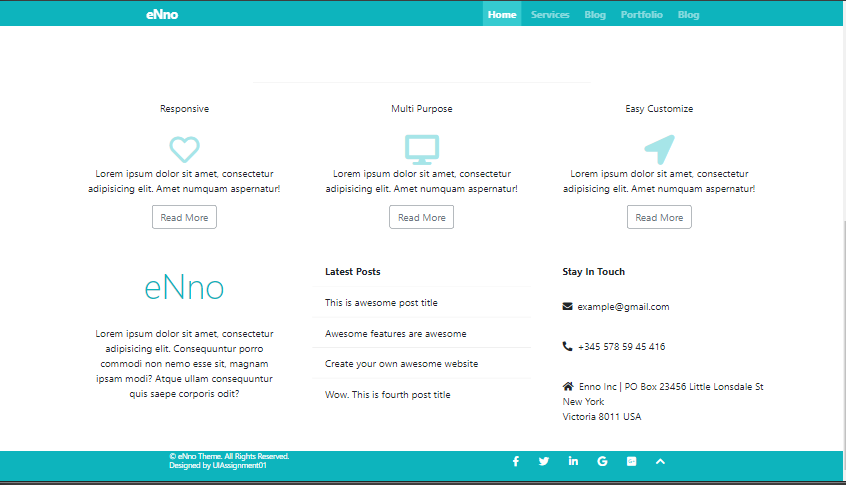 eNno
Home Services Blog Portfolio Blog
Responsive
Multi Purpose
Easy Customize
Lorem ipsum dolor sit amet, consectetur
adipisicing elit. Amet numquam aspernatur!
Lorem ipsum dolor sit amet, consectetur
adipisicing elit. Amet numquam aspernatur!
Lorem ipsum dolor sit amet, consectetur
adipisicing elit. Amet numquam aspernatur!
Read More
Read More
Read More
eNno
Lorem ipsum dolor sit amet, consectetur
adipisicing elit. Consequuntur porro
commodi non nemo esse sit, magnam
ipsam modi? Atque ullam consequuntur
quis saepe corporis odit?
Latest Posts
This is awesome post title
Awesome features are awesome
Create your own awesome website
Wow. This is fourth post title
Stay In Touch
example@gmail.com
+345 578 59 45 416
Enno Inc | PO Box 23456 Little Lonsdale St
New York
Victoria 8011 USA
© eNno Theme. All Rights Reserved.
Designed by UIAssignment01